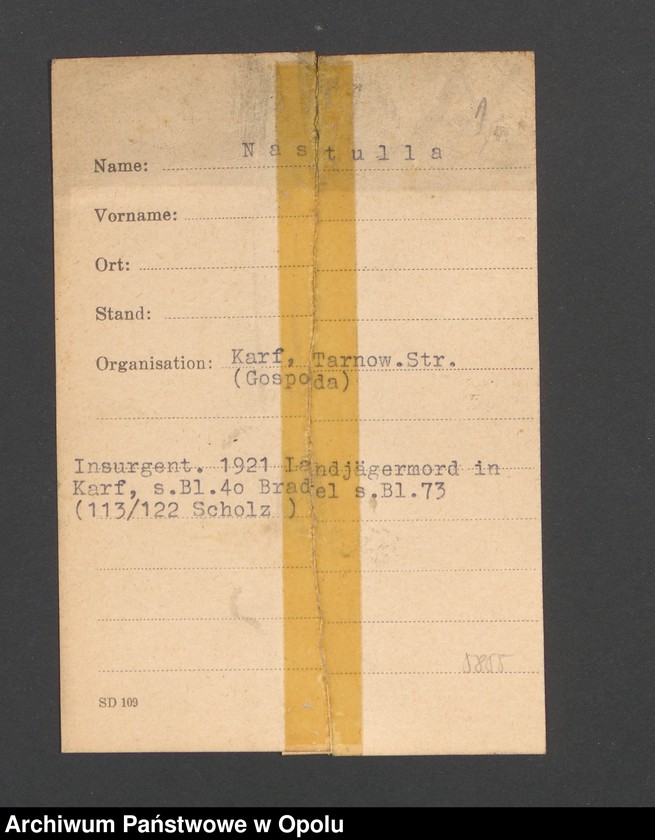 1
Name: Nastulla
Vorname:
Ort:
Stand:
Organisation: Karf, Tarnow.Str.
(Gospoda)
Insurgent. 1921 Landjägermord in
Karf, s.Bl.4o Bradel s.Bl.73
(113/122 Scholz )
SD 109
Archiwum Państwowe w Opolu